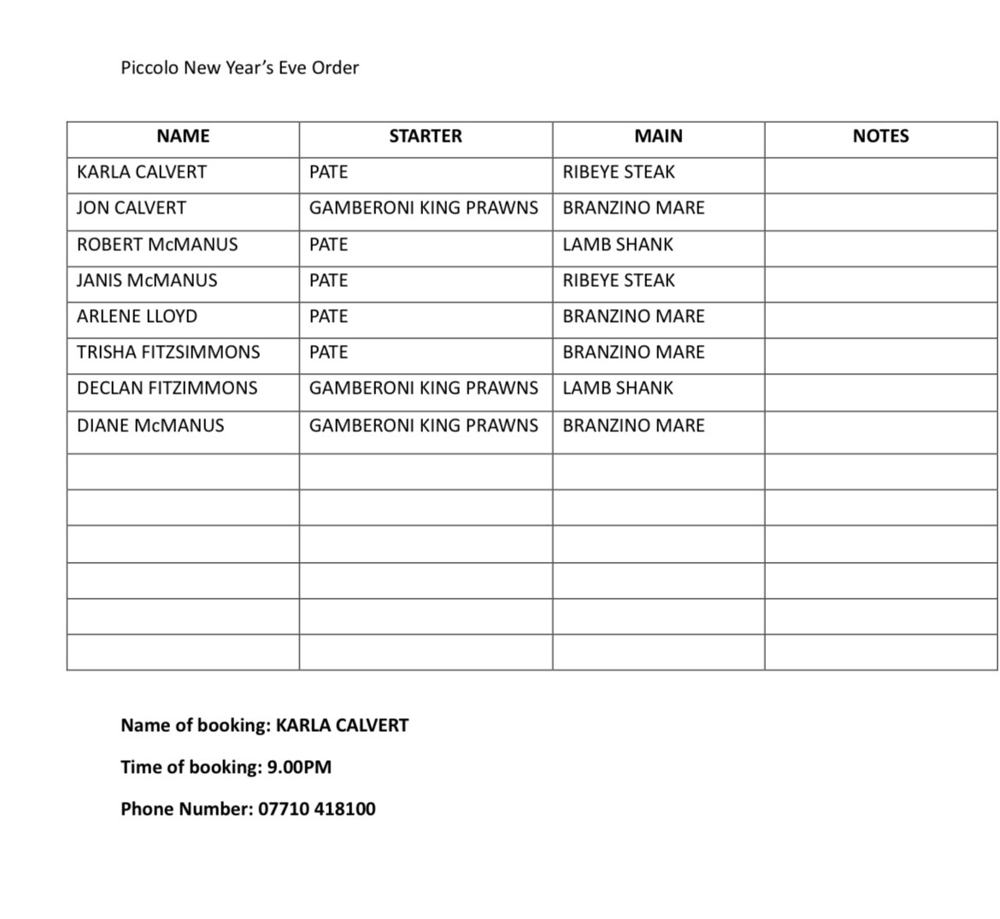 Piccolo New Year’s Eve Order
NAME STARTER MAIN NOTES
KARLA CALVERT PATE RIBEYE STEAK
JON CALVERT GAMBERONI KING PRAWNS BRANZINO MARE
ROBERT McMANUS PATE LAMB SHANK
JANIS McMANUS PATE RIBEYE STEAK
ARLENE LLOYD PATE BRANZINO MARE
TRISHA FITZSIMMONS PATE BRANZINO MARE
DECLAN FITZIMMONS GAMBERONI KING PRAWNS LAMB SHANK
DIANE McMANUS GAMBERONI KING PRAWNS BRANZINO MARE
Name of booking: KARLA CALVERT
Time of booking: 9.00PM
Phone Number: 07710 418100